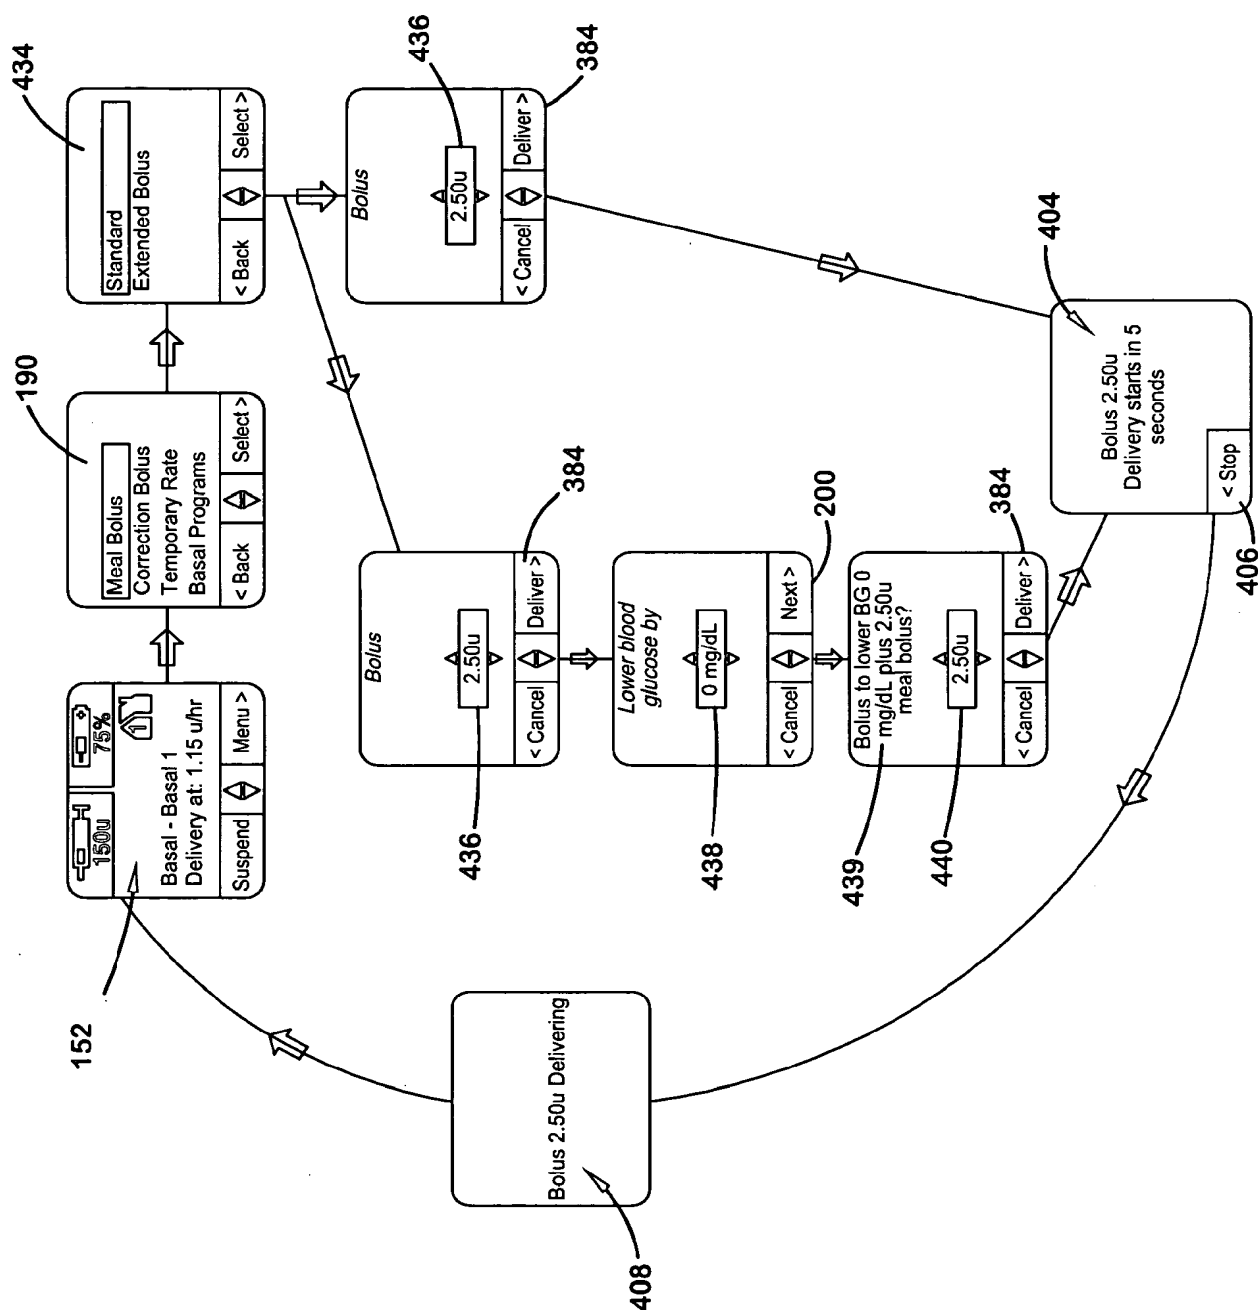 152
150u
75%
1
Basal - Basal 1
Delivery at: 1.15 u/hr
Suspend
Menu >
190
Meal Bolus
Correction Bolus
Temporary Rate
Basal Programs
< Back
Select >
434
Standard
Extended Bolus
< Back
Select >
Bolus
2.50u
436
< Cancel
Deliver >
384
Bolus
2.50u
436
< Cancel
Deliver >
384
Lower blood
glucose by
0 mg/dL
438
< Cancel
Next >
200
Bolus to lower BG 0
mg/dL plus 2.50u
meal bolus?
439
2.50u
440
< Cancel
Deliver >
384
404
Bolus 2.50u
Delivery starts in 5
seconds
< Stop
406
Bolus 2.50u Delivering
408